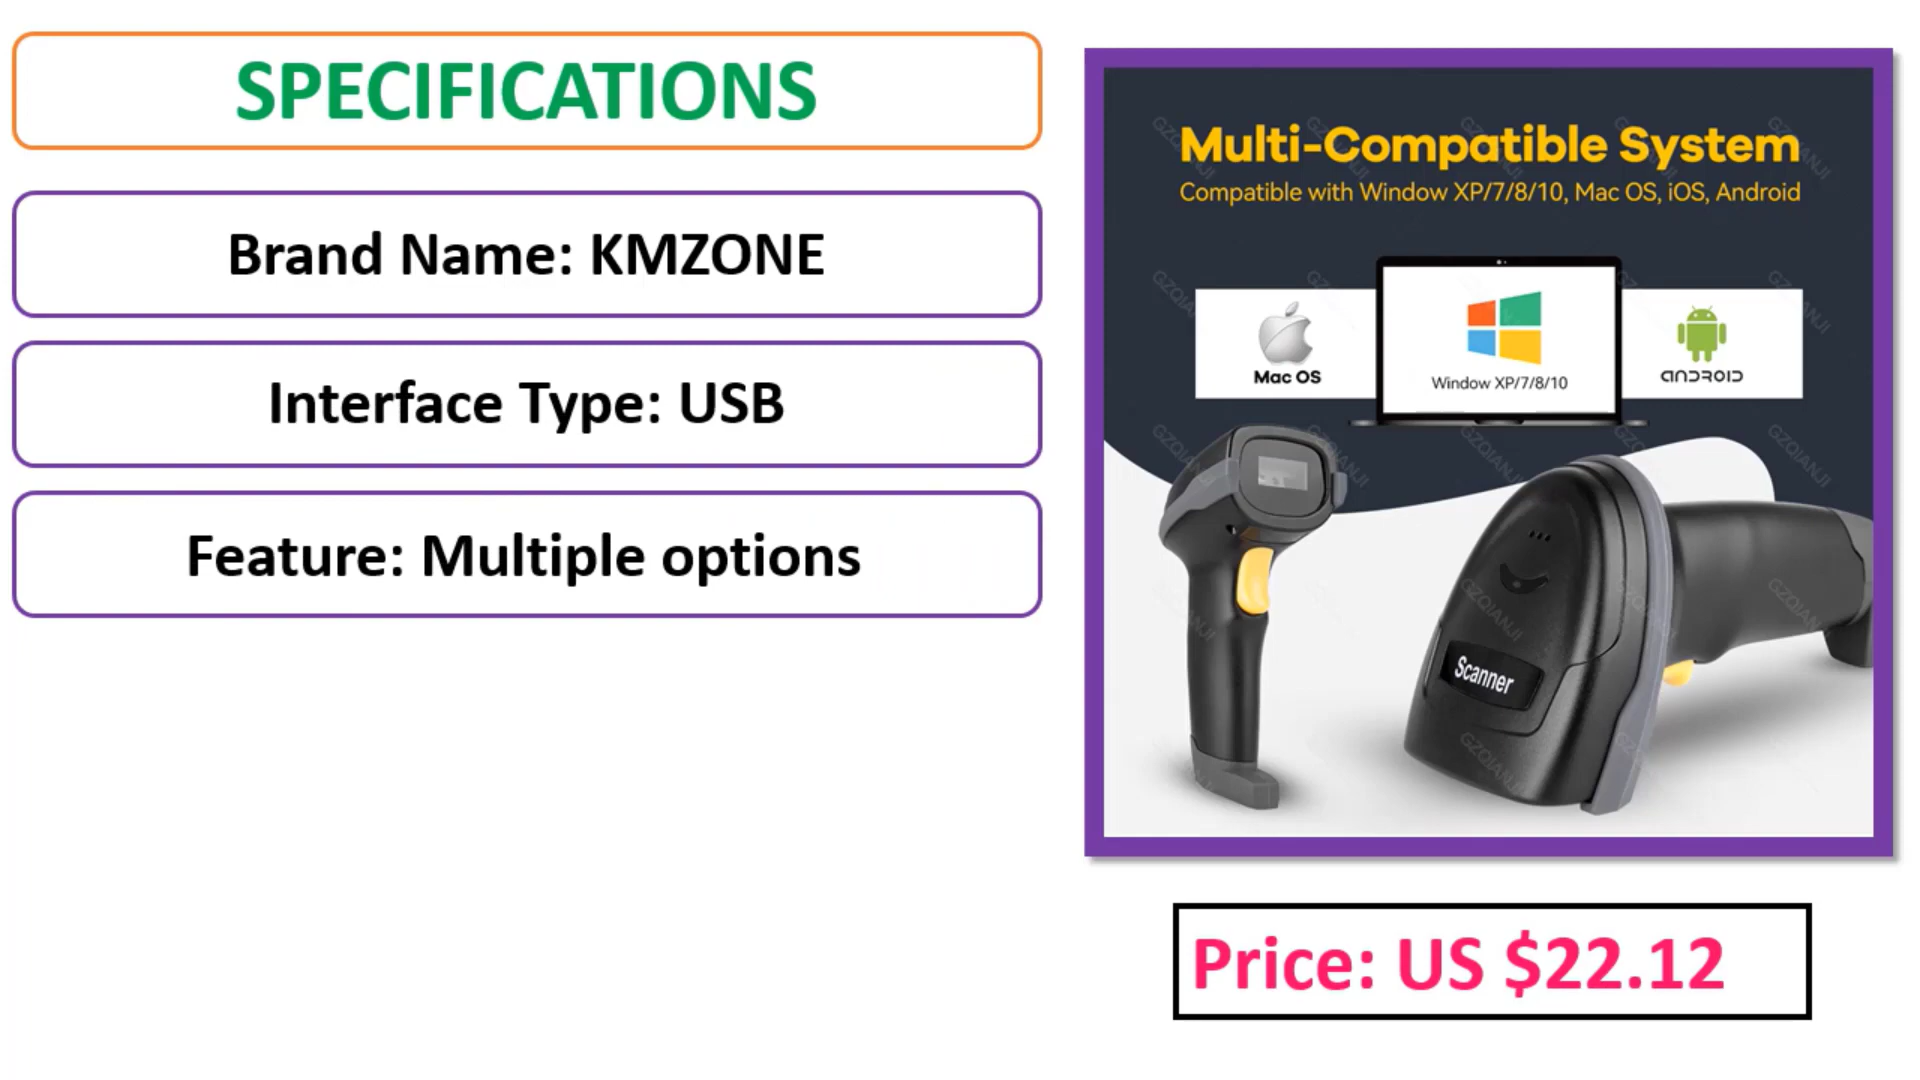 SPECIFICATIONS
Brand Name: KMZONE
Interface Type: USB
Feature: Multiple options
Multi-Compatible System
Compatible with Window XP/7/8/10, Mac OS, iOS, Android
Mac OS
Window XP/7/8/10
ANDROID
Scanner
GZQIANJI
Price: US $22.12